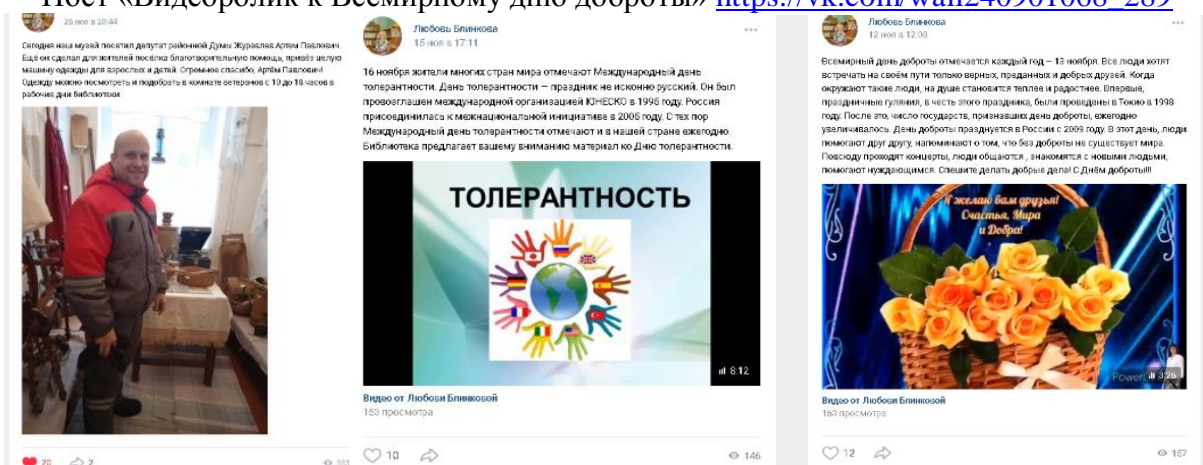 Пост «Видеоролик к Всемирному дню доброты» https://vk.com/wall240901068_289
26 ноя в 20:44
Сегодня наш музей посетил депутат районной Думы Журавлев Артем Павлович.
Ещё он сделал для жителей посёлка благотворительную помощь, привёз целую
машину одежды для взрослых и детей. Огромное спасибо, Артём Павлович!
Одежду можно посмотреть и подобрать в комнате ветеранов с 10 до 18 часов в
рабочие дни библиотеки.
20
2
Любовь Блинкова
15 ноя в 17:11
16 ноября жители многих стран мира отмечают Международный день
толерантности. День толерантности — праздник не исконно русский. Он был
провозглашен международной организацией ЮНЕСКО в 1995 году. Россия
присоединилась к межнациональной инициативе в 2005 году. С тех пор
Международный день толерантности отмечают и в нашей стране ежегодно.
Библиотека предлагает вашему вниманию материал ко Дню толерантности.
ТОЛЕРАНТНОСТЬ
8:12
Видео от Любови Блинковой
153 просмотра
10
146
Любовь Блинкова
12 ноя в 12:03
Всемирный день доброты отмечается каждый год – 13 ноября. Все люди хотят
встречать на своём пути только верных, преданных и добрых друзей. Когда
окружают такие люди, на душе становится теплее и радостнее. Впервые,
праздничные гуляния, в честь этого праздника, были проведены в Токио в 1998
году. После это, число государств, признавших день доброты, ежегодно
увеличивалось. День доброты празднуется в России с 2009 году. В этот день, люди
помогают друг другу, напоминают о том, что без доброты не существует мира.
Повсюду проходят концерты, люди общаются , знакомятся с новыми людьми,
помогают нуждающимся. Спешите делать добрые дела! С Днём доброты!!!
Я желаю вам друзья!
Счастья, Мира
и Добра!
3:26
Видео от Любови Блинковой
163 просмотра
12
157